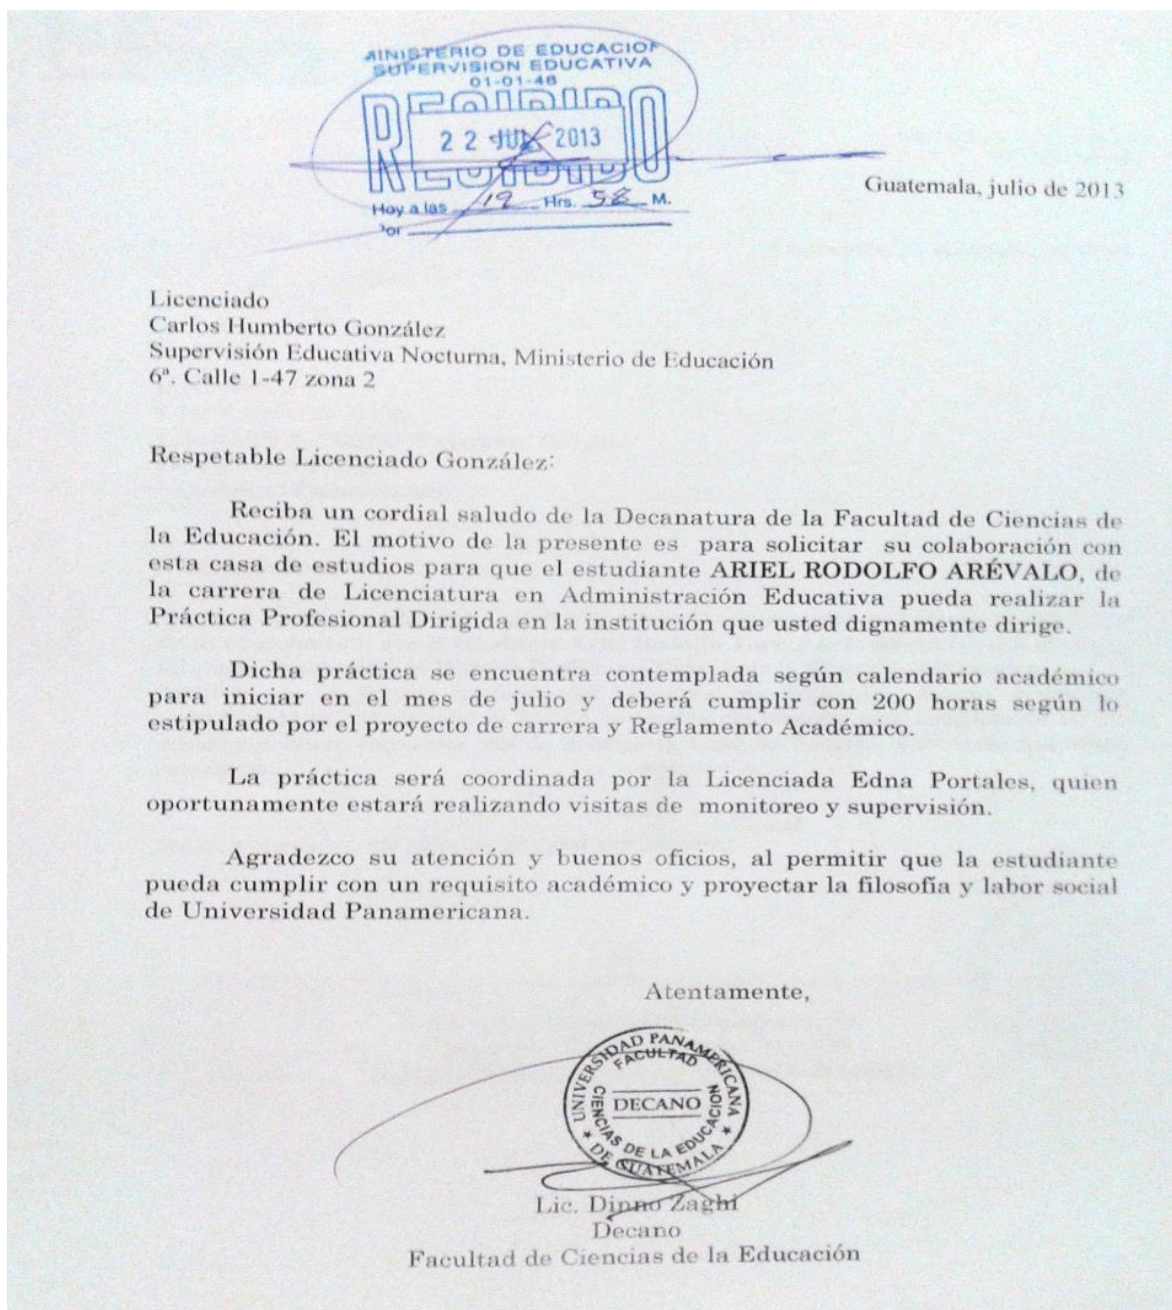 MINISTERIO DE EDUCACION
SUPERVISION EDUCATIVA
01-01-46
RECIBIDO
22 JUL 2013
Hoy a las 19 Hrs. 58 M.
Por
Guatemala, julio de 2013
Licenciado
Carlos Humberto González
Supervisión Educativa Nocturna, Ministerio de Educación
6ª. Calle 1-47 zona 2
Respetable Licenciado González:
Reciba un cordial saludo de la Decanatura de la Facultad de Ciencias de
la Educación. El motivo de la presente es para solicitar su colaboración con
esta casa de estudios para que el estudiante ARIEL RODOLFO ARÉVALO, de
la carrera de Licenciatura en Administración Educativa pueda realizar la
Práctica Profesional Dirigida en la institución que usted dignamente dirige.
Dicha práctica se encuentra contemplada según calendario académico
para iniciar en el mes de julio y deberá cumplir con 200 horas según lo
estipulado por el proyecto de carrera y Reglamento Académico.
La práctica será coordinada por la Licenciada Edna Portales, quien
oportunamente estará realizando visitas de monitoreo y supervisión.
Agradezco su atención y buenos oficios, al permitir que la estudiante
pueda cumplir con un requisito académico y proyectar la filosofía y labor social
de Universidad Panamericana.
Atentamente,
UNIVERSIDAD PANAMERICANA
FACULTAD
DECANO
CIENCIAS DE LA EDUCACION
DE GUATEMALA
Lic. Dinno Zaghi
Decano
Facultad de Ciencias de la Educación